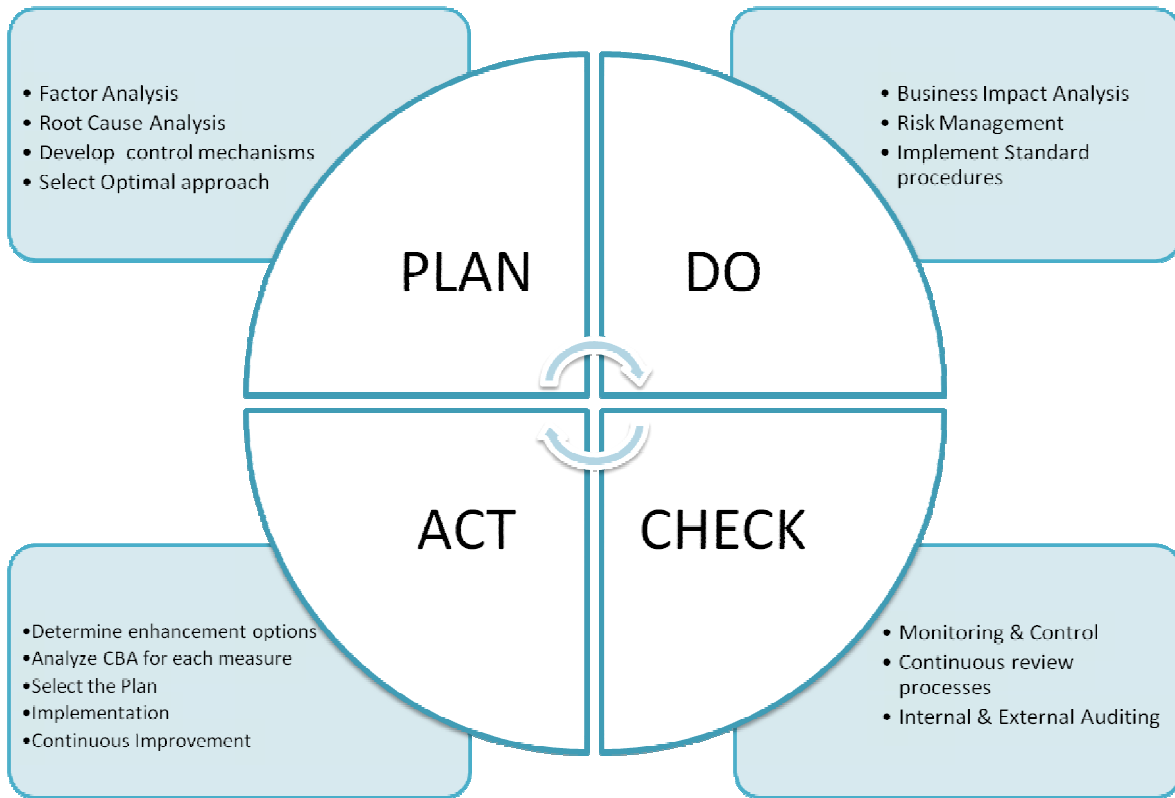 • Factor Analysis
• Root Cause Analysis
• Develop control mechanisms
• Select Optimal approach
PLAN
• Business Impact Analysis
• Risk Management
• Implement Standard
procedures
DO
ACT
•Determine enhancement options
•Analyze CBA for each measure
•Select the Plan
•Implementation
•Continuous Improvement
CHECK
• Monitoring & Control
• Continuous review
processes
• Internal & External Auditing